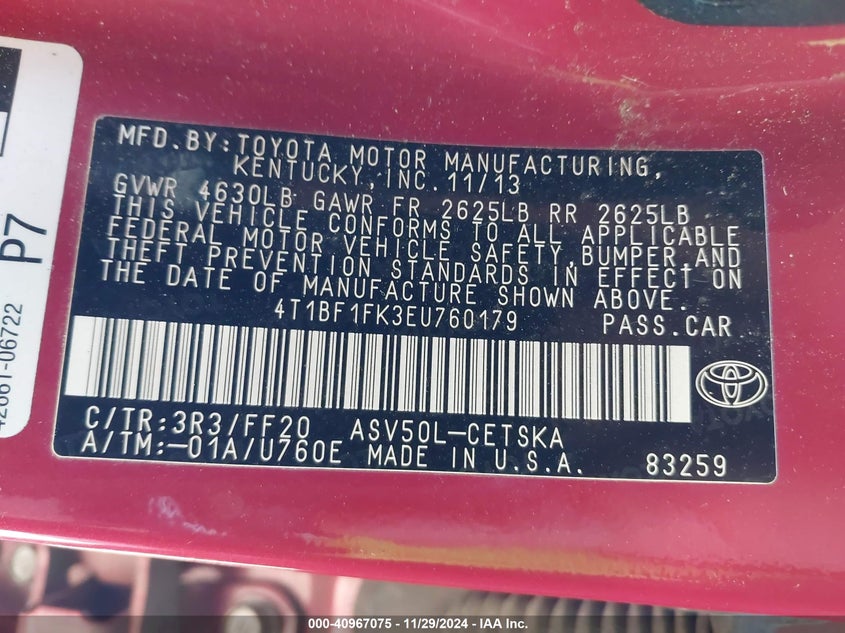 MFD. BY: TOYOTA MOTOR MANUFACTURING,
KENTUCKY, INC. 11/13
GVWR 4630LB GAWR FR 2625LB RR 2625LB
THIS VEHICLE CONFORMS TO ALL APPLICABLE
FEDERAL MOTOR VEHICLE SAFETY, BUMPER AND
THEFT PREVENTION STANDARDS IN EFFECT ON
THE DATE OF MANUFACTURE SHOWN ABOVE.
4T1BF1FK3EU760179 PASS.CAR
C/TR:3R3/FF20 ASV50L-CETSKA
A/TM:-01A/U760E MADE IN U.S.A. 83259
P7
42661-06722
000-40967075 | 11/29/2024 - IAA Inc.